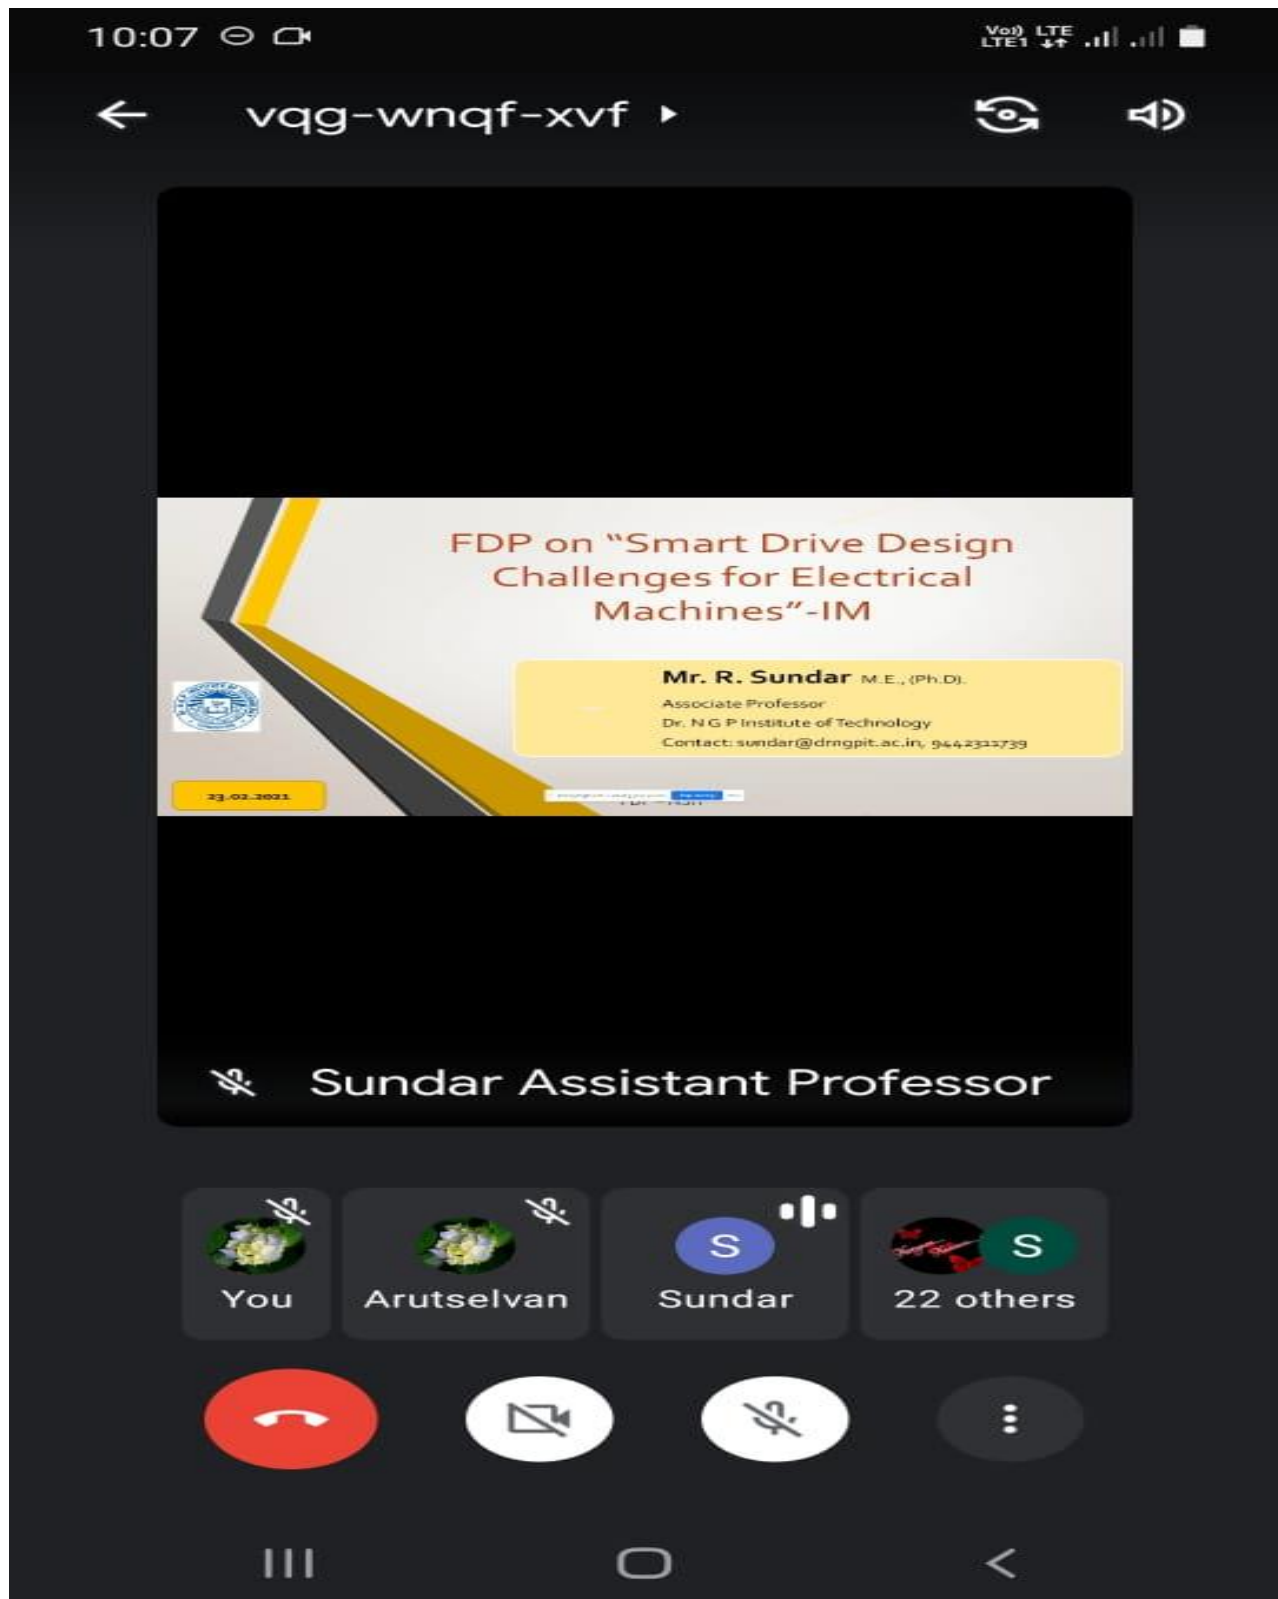 10:07
Vo)) LTE
LTE1
vqg-wnqf-xvf
FDP on “Smart Drive Design
Challenges for Electrical
Machines”-IM
Mr. R. Sundar M.E., (Ph.D).
Associate Professor
Dr. N G P Institute of Technology
Contact: sundar@drngpit.ac.in, 9442311739
23.02.2021
Sundar Assistant Professor
S
S
You
Arutselvan
Sundar
22 others